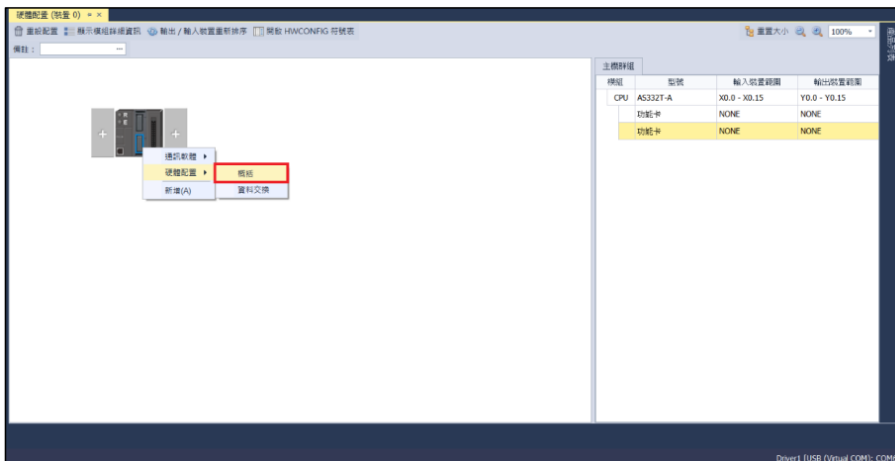 硬體配置 (裝置 0)
重設配置 顯示模組詳細資訊 輸出 / 輸入裝置重新排序 開啟 HWCONFIG 符號表 重置大小 100%
備註 :
主機群組
模組 型號 輸入裝置範圍 輸出裝置範圍
CPU AS332T-A X0.0 - X0.15 Y0.0 - Y0.15
功能卡 NONE NONE
功能卡 NONE NONE
通訊軟體
硬體配置 模組
新增(A) 資料交換
產品列表
Driver1 [USB (Virtual COM): COM